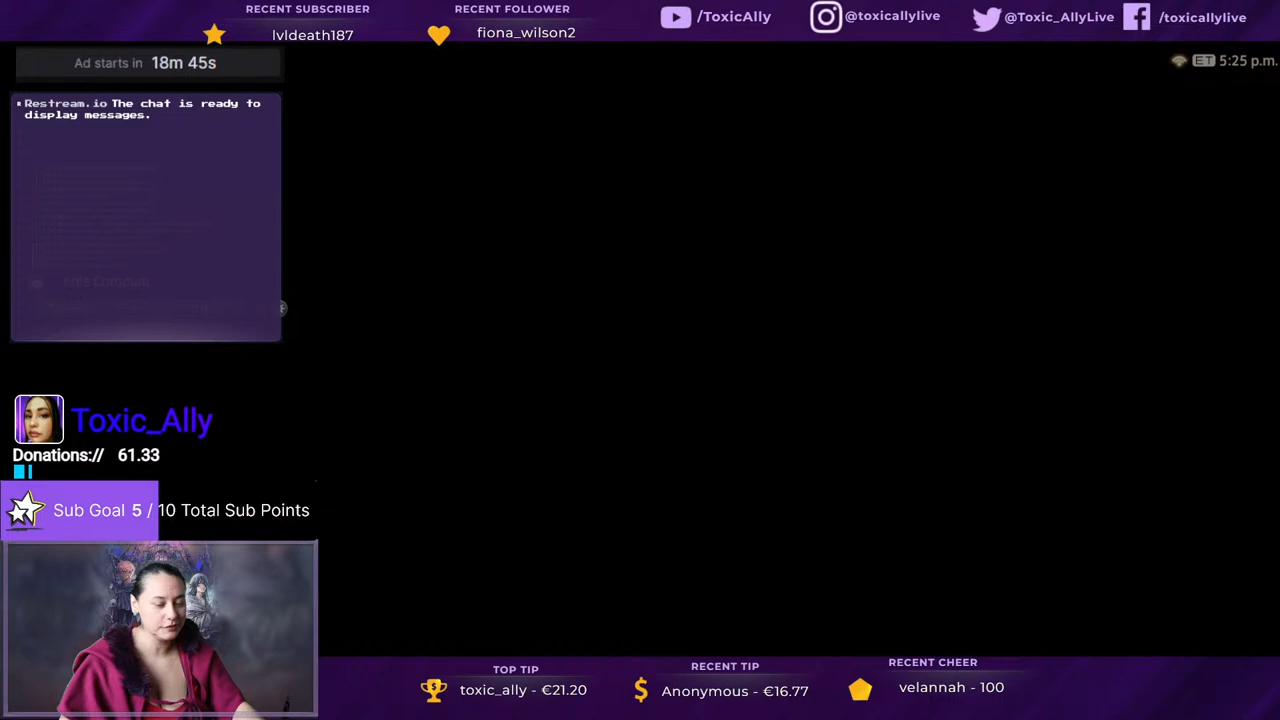 RECENT SUBSCRIBER
lvldeath187
RECENT FOLLOWER
fiona_wilson2
/ToxicAlly
@toxicallylive
@Toxic_AllyLive
/toxicallylive
Ad starts in 18m 45s
ET 5:25 p.m.
Restream.io The chat is ready to
display messages.
Toxic_Ally
Donations:// 61.33
Sub Goal 5 / 10 Total Sub Points
TOP TIP
toxic_ally - €21.20
RECENT TIP
Anonymous - €16.77
RECENT CHEER
velannah - 100